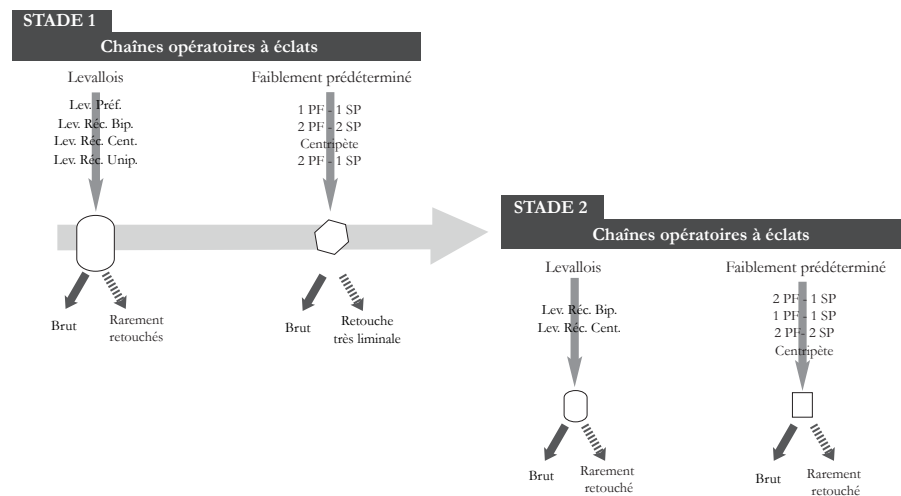 STADE 1
Chaînes opératoires à éclats
Levallois
Lev. Préf.
Lev. Réc. Bip.
Lev. Réc. Cent.
Lev. Réc. Unip.
Brut
Rarement
retouchés
Faiblement prédéterminé
1 PF - 1 SP
2 PF - 2 SP
Centripète
2 PF - 1 SP
Brut
Retouche
très liminale
STADE 2
Chaînes opératoires à éclats
Levallois
Lev. Réc. Bip.
Lev. Réc. Cent.
Brut
Rarement
retouché
Faiblement prédéterminé
2 PF - 1 SP
1 PF - 1 SP
2 PF- 2 SP
Centripète
Brut
Rarement
retouché